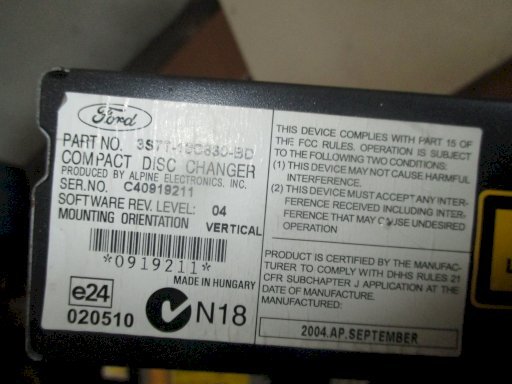 Ford
PART NO. 3S7T-18C830-BD
COMPACT DISC CHANGER
PRODUCED BY ALPINE ELECTRONICS, INC.
SER.NO. C40919211
SOFTWARE REV. LEVEL: 04
MOUNTING ORIENTATION VERTICAL
*0919211*
MADE IN HUNGARY
e24
020510
N18
THIS DEVICE COMPLIES WITH PART 15 OF
THE FCC RULES. OPERATION IS SUBJECT
TO THE FOLLOWING TWO CONDITIONS:
(1) THIS DEVICE MAY NOT CAUSE HARMFUL
INTERFERENCE.
(2) THIS DEVICE MUST ACCEPT ANY INTER-
FERENCE RECEIVED INCLUDING INTER-
FERENCE THAT MAY CAUSE UNDESIRED
OPERATION
PRODUCT IS CERTIFIED BY THE MANUFAC-
TURER TO COMPLY WITH DHHS RULES 21
CFR SUBCHAPTER J APPLICATION AT THE
DATE OF MANUFACTURE.
MANUFACTURED:
2004.AP.SEPTEMBER